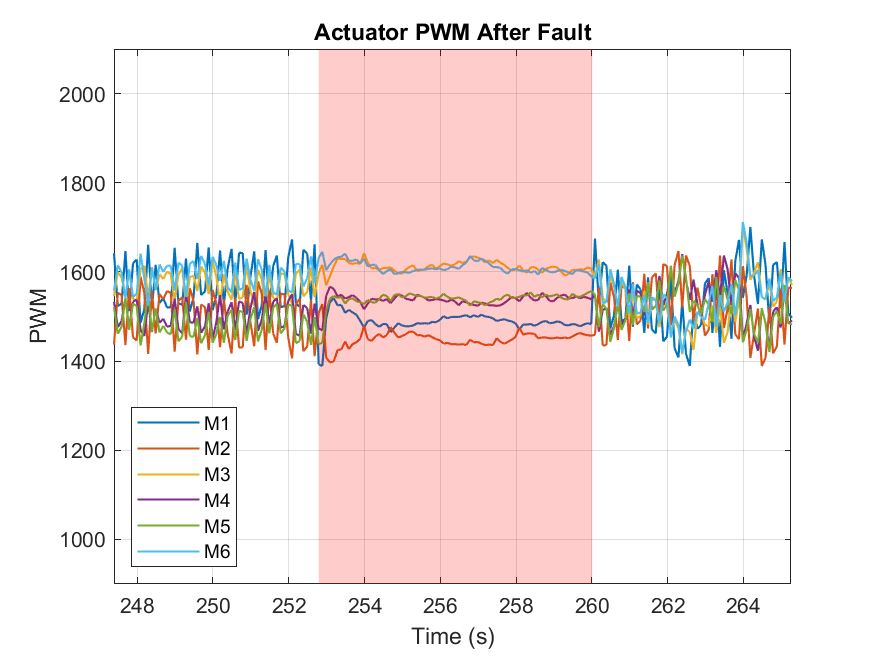 Actuator PWM After Fault
2000
1800
1600
1400
1200
1000
PWM
M1
M2
M3
M4
M5
M6
248 250 252 254 256 258 260 262 264
Time (s)